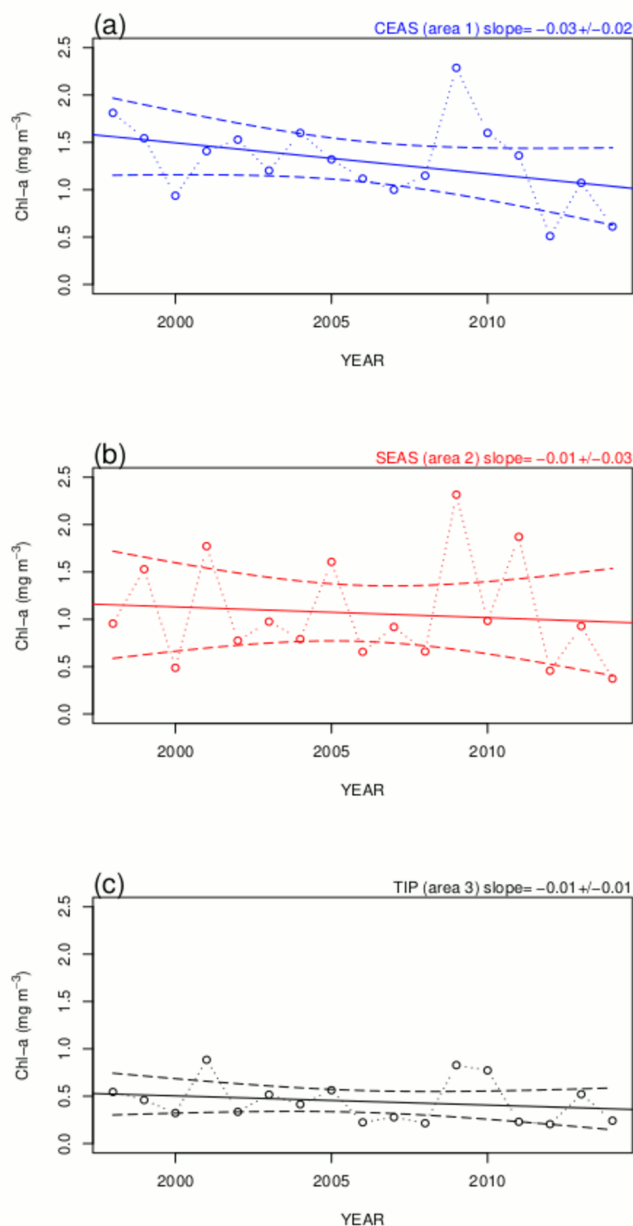 (a)
CEAS (area 1) slope= −0.03+/−0.02
2.5
2.0
1.5
1.0
0.5
0.0
Chl−a (mg m⁻³)
2000 2005 2010
YEAR
(b)
SEAS (area 2) slope= −0.01+/−0.03
2.5
2.0
1.5
1.0
0.5
0.0
Chl−a (mg m⁻³)
2000 2005 2010
YEAR
(c)
TIP (area 3) slope= −0.01+/−0.01
2.5
2.0
1.5
1.0
0.5
0.0
Chl−a (mg m⁻³)
2000 2005 2010
YEAR